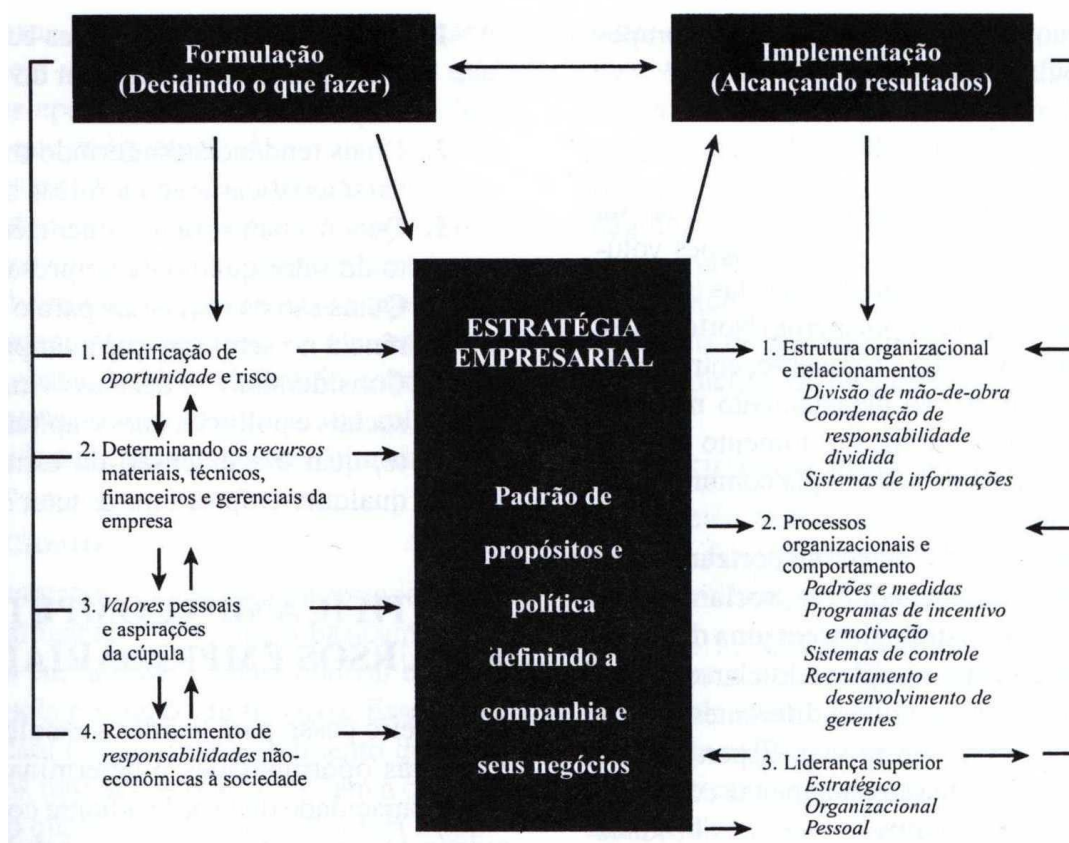 Formulação
(Decidindo o que fazer)
Implementação
(Alcançando resultados)
1. Identificação de
oportunidade e risco
2. Determinando os recursos
materiais, técnicos,
financeiros e gerenciais da
empresa
3. Valores pessoais
e aspirações
da cúpula
4. Reconhecimento de
responsabilidades não-
econômicas à sociedade
ESTRATÉGIA
EMPRESARIAL
Padrão de
propósitos e
política
definindo a
companhia e
seus negócios
1. Estrutura organizacional
e relacionamentos
Divisão de mão-de-obra
Coordenação de
responsabilidade
dividida
Sistemas de informações
2. Processos
organizacionais e
comportamento
Padrões e medidas
Programas de incentivo
e motivação
Sistemas de controle
Recrutamento e
desenvolvimento de
gerentes
3. Liderança superior
Estratégico
Organizacional
Pessoal